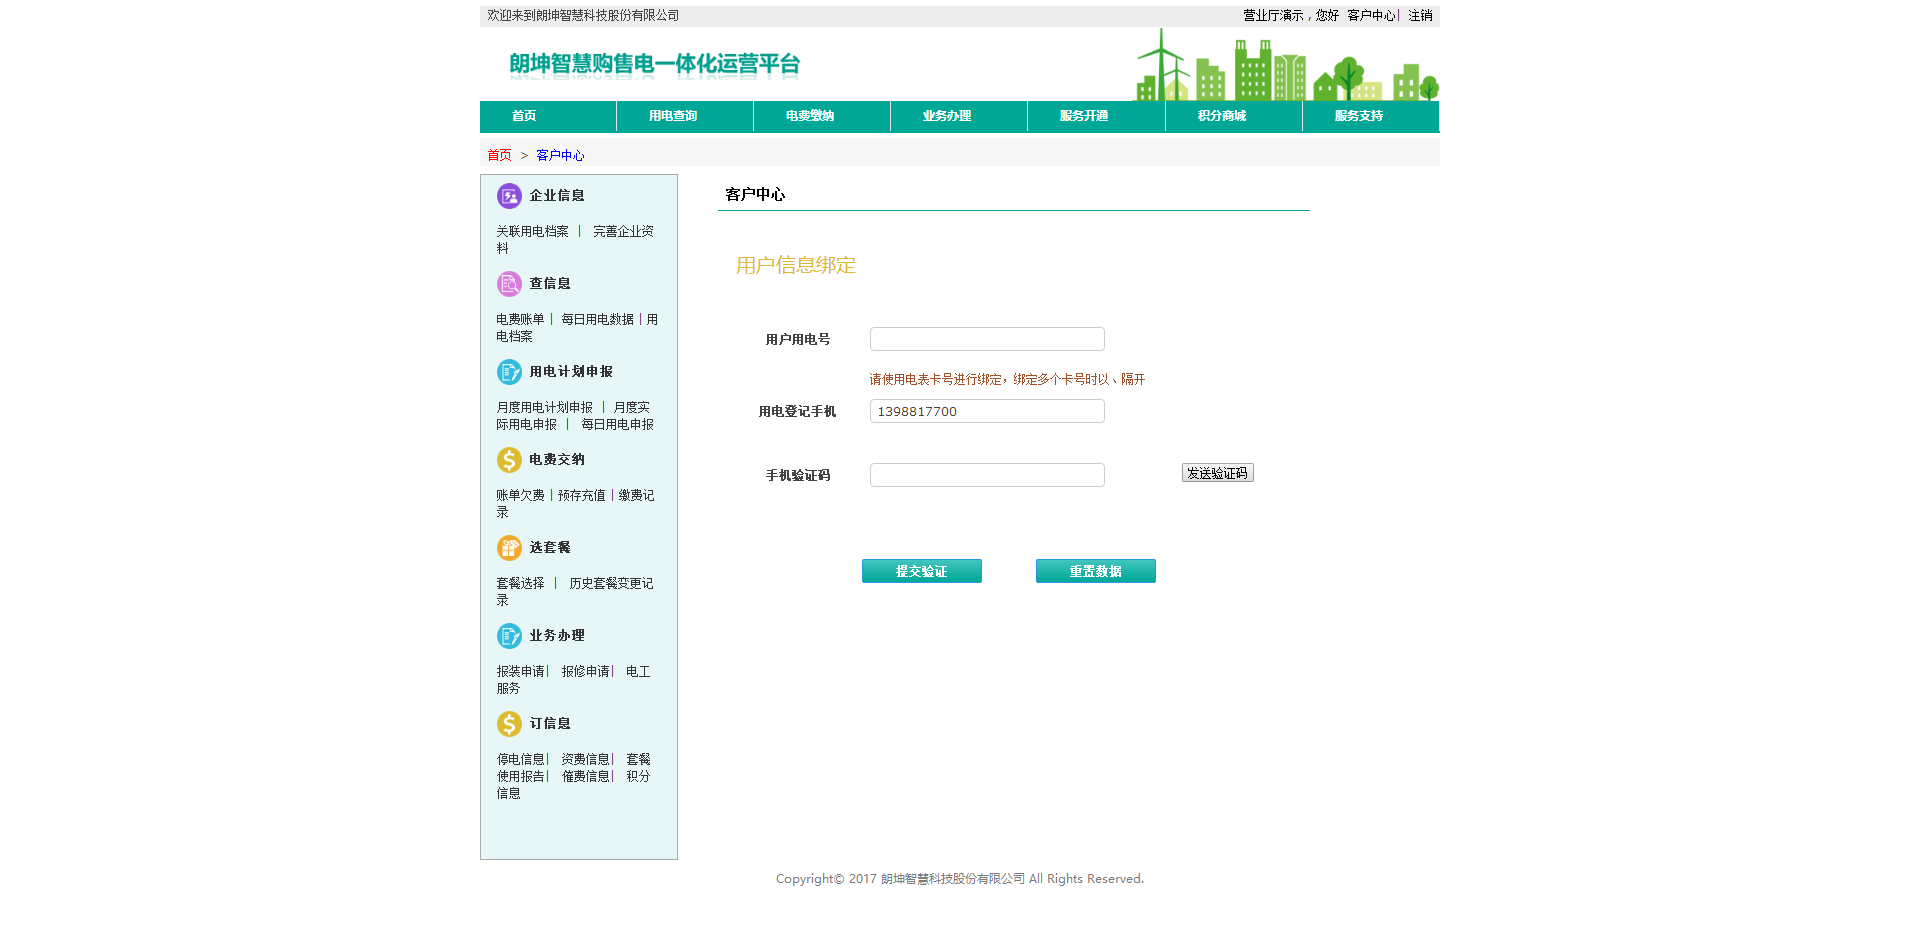 欢迎来到朗坤智慧科技股份有限公司
营业厅演示，您好 客户中心| 注销
朗坤智慧购售电一体化运营平台
首页 用电查询 电费缴纳 业务办理 服务开通 积分商城 服务支持
首页 > 客户中心
企业信息
关联用电档案 | 完善企业资
料
查信息
电费账单 | 每日用电数据 | 用
电档案
用电计划申报
月度用电计划申报 | 月度实
际用电申报 | 每日用电申报
电费交纳
账单欠费 | 预存充值 | 缴费记
录
选套餐
套餐选择 | 历史套餐变更记
录
业务办理
报装申请| 报修申请| 电工
服务
订信息
停电信息| 资费信息| 套餐
使用报告| 催费信息| 积分
信息
客户中心
用户信息绑定
用户用电号
请使用电表卡号进行绑定，绑定多个卡号时以、隔开
用电登记手机 1398817700
手机验证码 发送验证码
提交验证 重置数据
Copyright© 2017 朗坤智慧科技股份有限公司 All Rights Reserved.